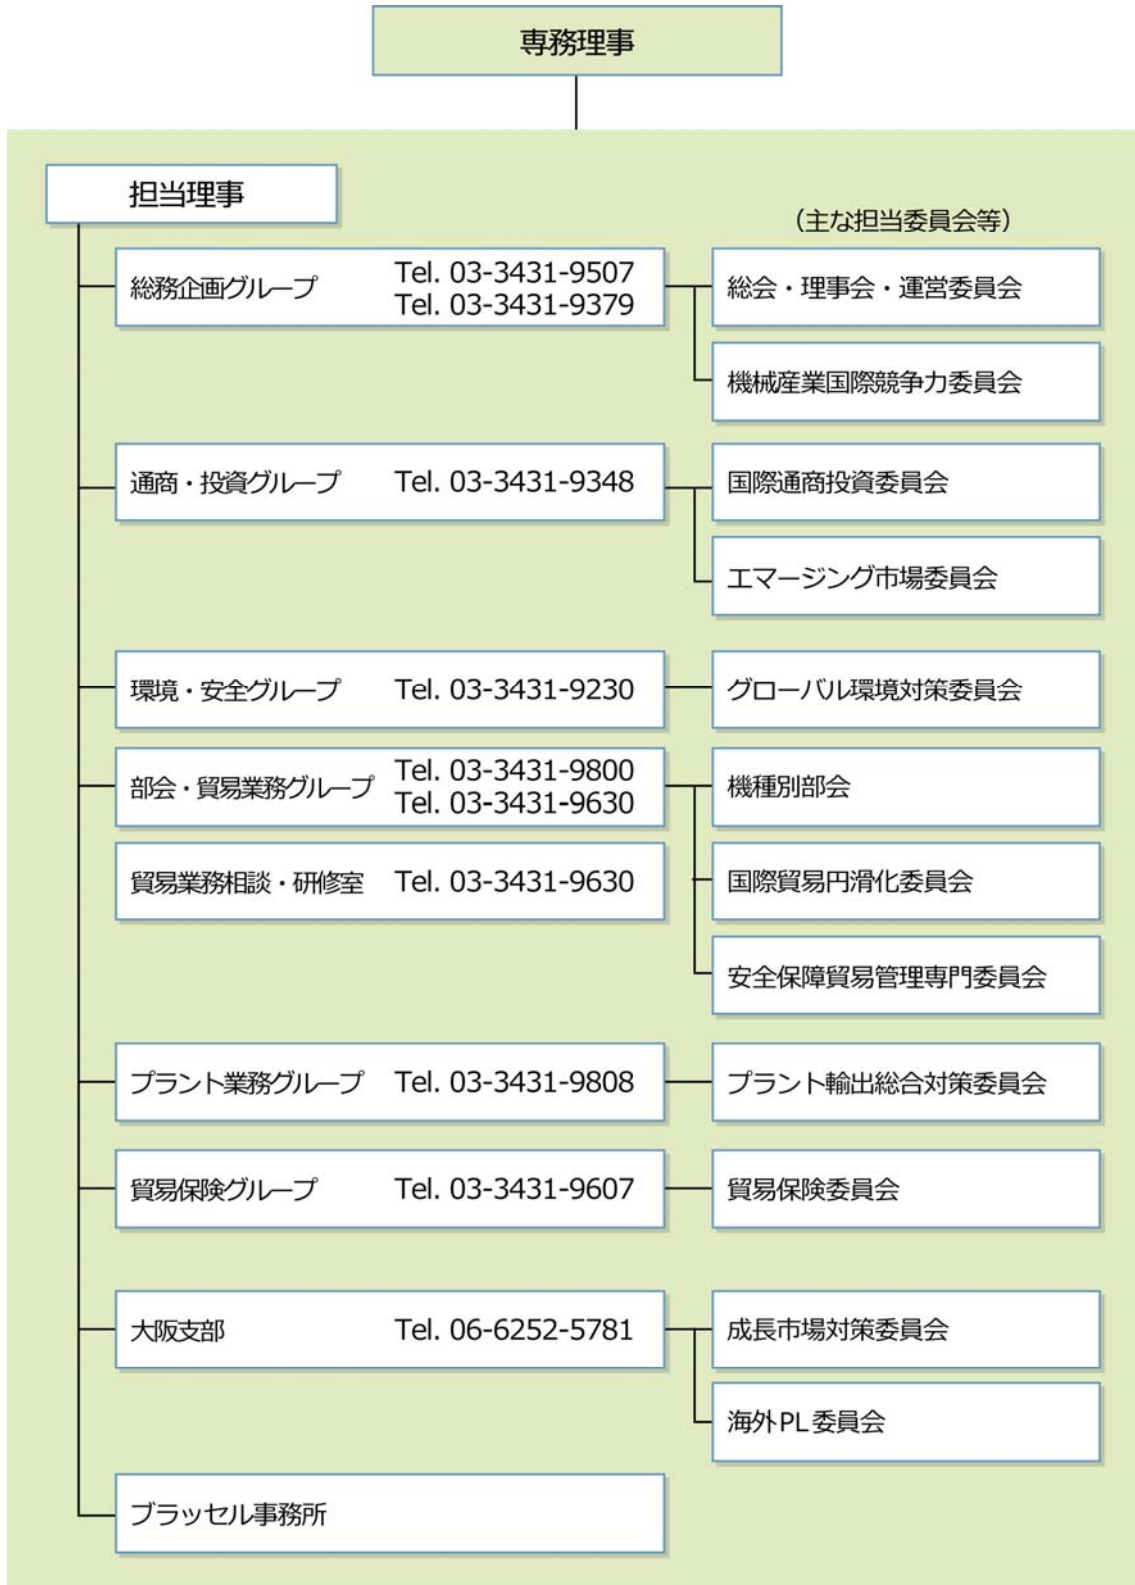 専務理事
担当理事
(主な担当委員会等)
総務企画グループ Tel. 03-3431-9507
Tel. 03-3431-9379
総会・理事会・運営委員会
機械産業国際競争力委員会
通商・投資グループ Tel. 03-3431-9348
国際通商投資委員会
エマージング市場委員会
環境・安全グループ Tel. 03-3431-9230
グローバル環境対策委員会
部会・貿易業務グループ Tel. 03-3431-9800
Tel. 03-3431-9630
機種別部会
貿易業務相談・研修室 Tel. 03-3431-9630
国際貿易円滑化委員会
安全保障貿易管理専門委員会
プラント業務グループ Tel. 03-3431-9808
プラント輸出総合対策委員会
貿易保険グループ Tel. 03-3431-9607
貿易保険委員会
大阪支部 Tel. 06-6252-5781
成長市場対策委員会
海外PL委員会
ブラッセル事務所